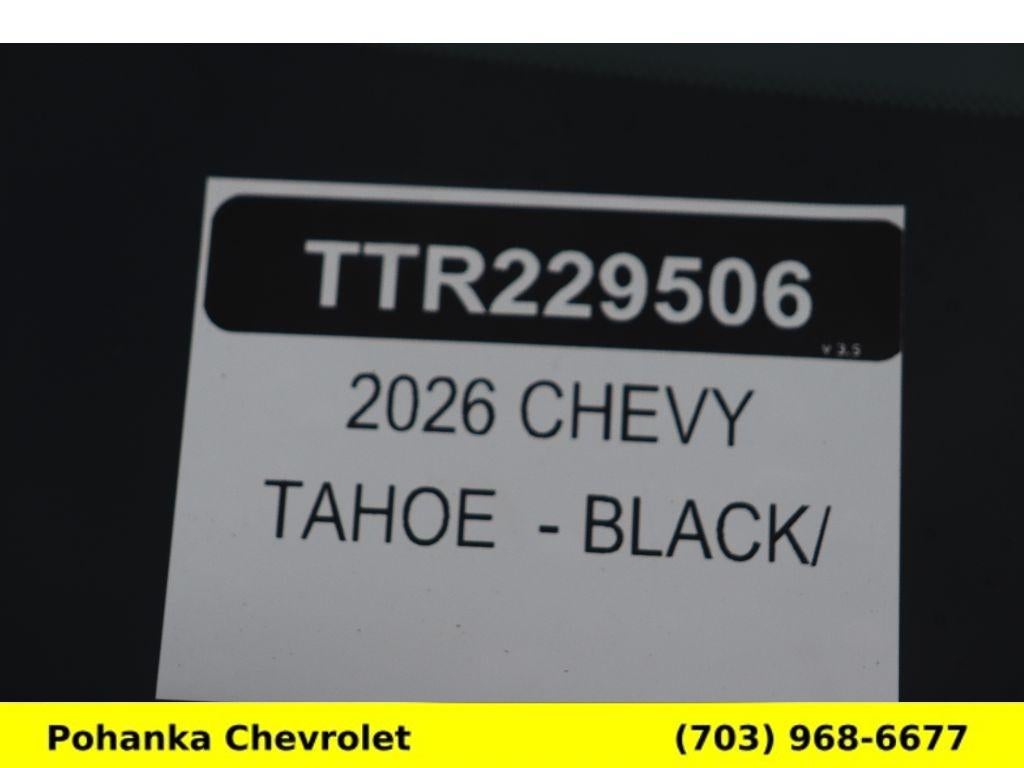 TTR229506
v 3.5
2026 CHEVY
TAHOE - BLACK/
Pohanka Chevrolet (703) 968-6677